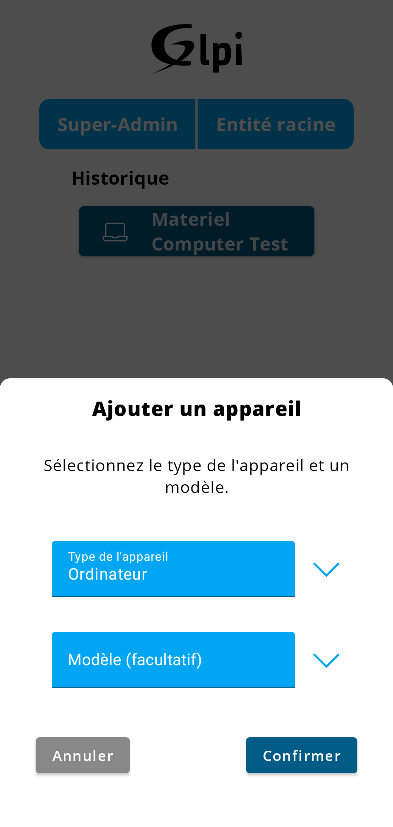 Glpi
Super-Admin
Entité racine
Historique
Materiel
Computer Test
Ajouter un appareil
Sélectionnez le type de l'appareil et un
modèle.
Type de l'appareil
Ordinateur
Modèle (facultatif)
Annuler
Confirmer